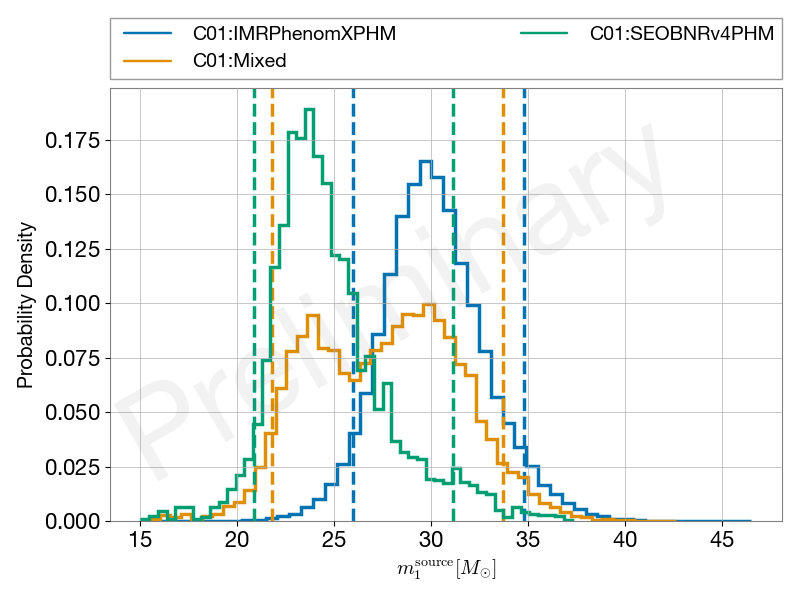 C01:IMRPhenomXPHM
C01:Mixed
C01:SEOBNRv4PHM
Preliminary
Probability Density
0.175
0.150
0.125
0.100
0.075
0.050
0.025
0.000
15 20 25 30 35 40 45
m₁^source [M☉]